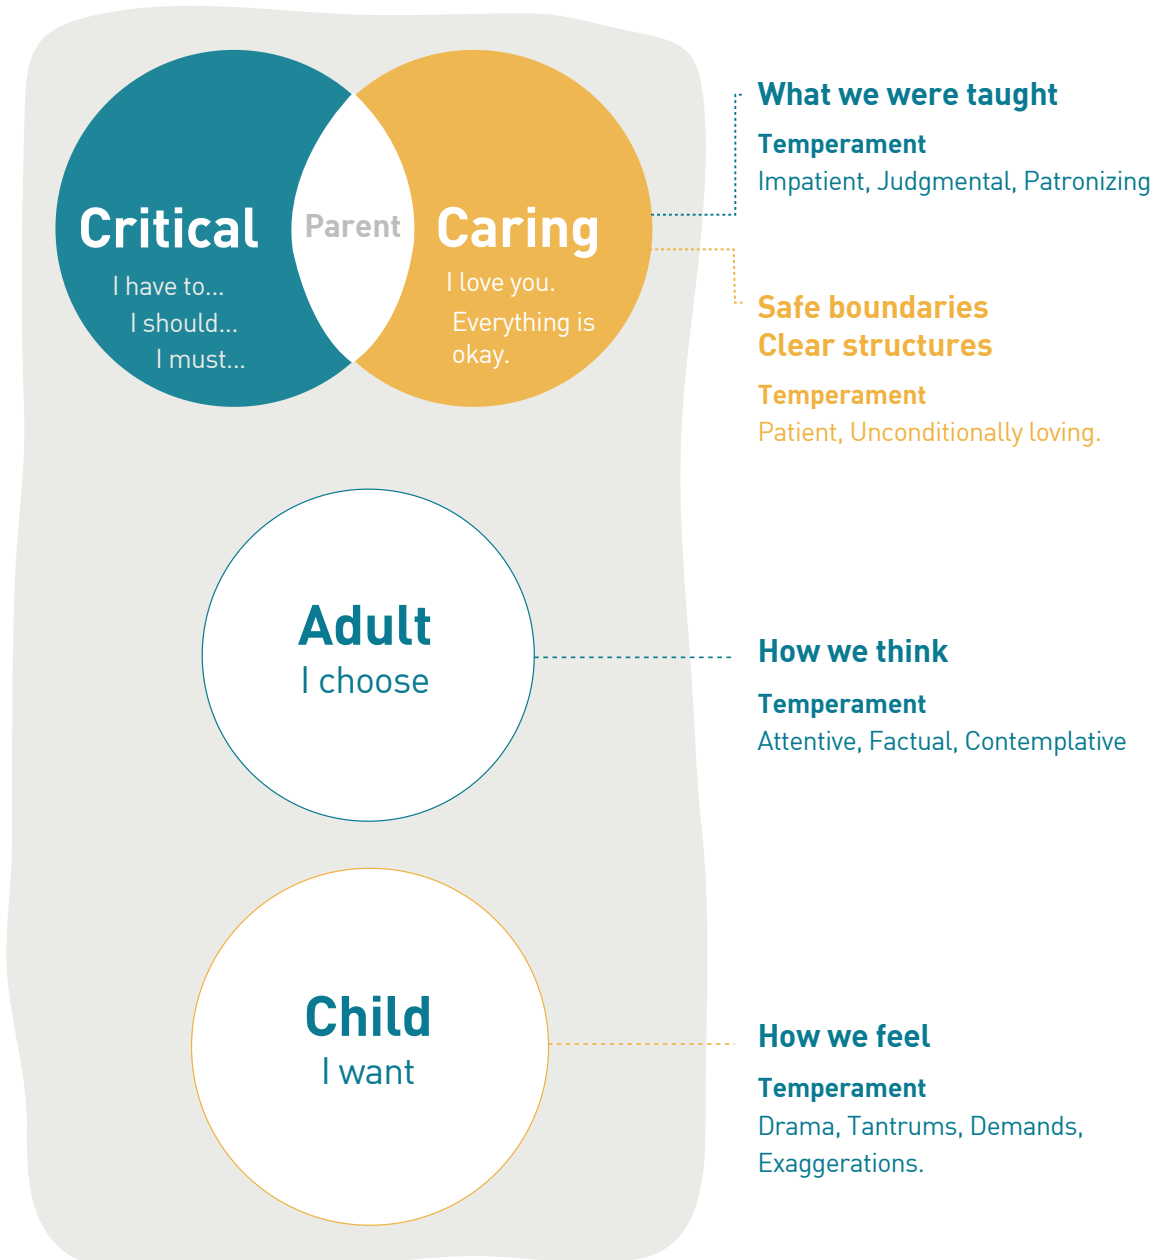 Critical
I have to...
I should...
I must...
Parent
Caring
I love you.
Everything is
okay.
What we were taught
Temperament
Impatient, Judgmental, Patronizing
Safe boundaries
Clear structures
Temperament
Patient, Unconditionally loving.
Adult
I choose
How we think
Temperament
Attentive, Factual, Contemplative
Child
I want
How we feel
Temperament
Drama, Tantrums, Demands,
Exaggerations.